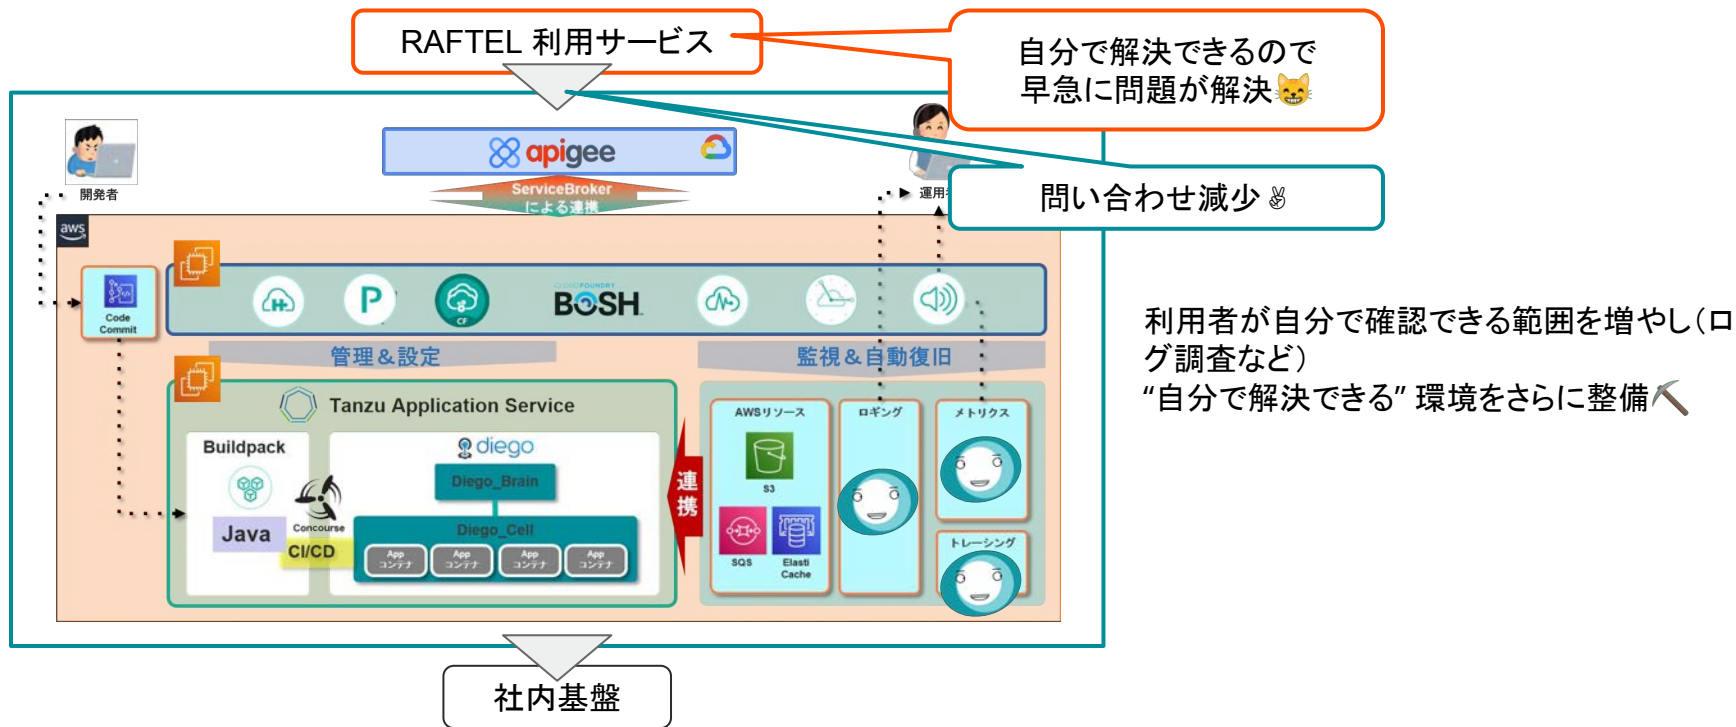 RAFTEL 利用サービス
自分で解決できるので
早急に問題が解決😸
apigee
問い合わせ減少✌
ServiceBroker
による連携
開発者
運用
aws
Code
Commit
P
CF
CLOUD FOUNDRY
BOSH
管理&設定
監視&自動復旧
利用者が自分で確認できる範囲を増やし（ロ
グ調査など）
“自分で解決できる” 環境をさらに整備⛏
Tanzu Application Service
Buildpack
Java
Concourse
CI/CD
diego
Diego_Brain
Diego_Cell
App
コンテナ
App
コンテナ
App
コンテナ
App
コンテナ
連
携
AWSリソース
S3
SQS
Elasti
Cache
ロギング
メトリクス
トレーシング
社内基盤